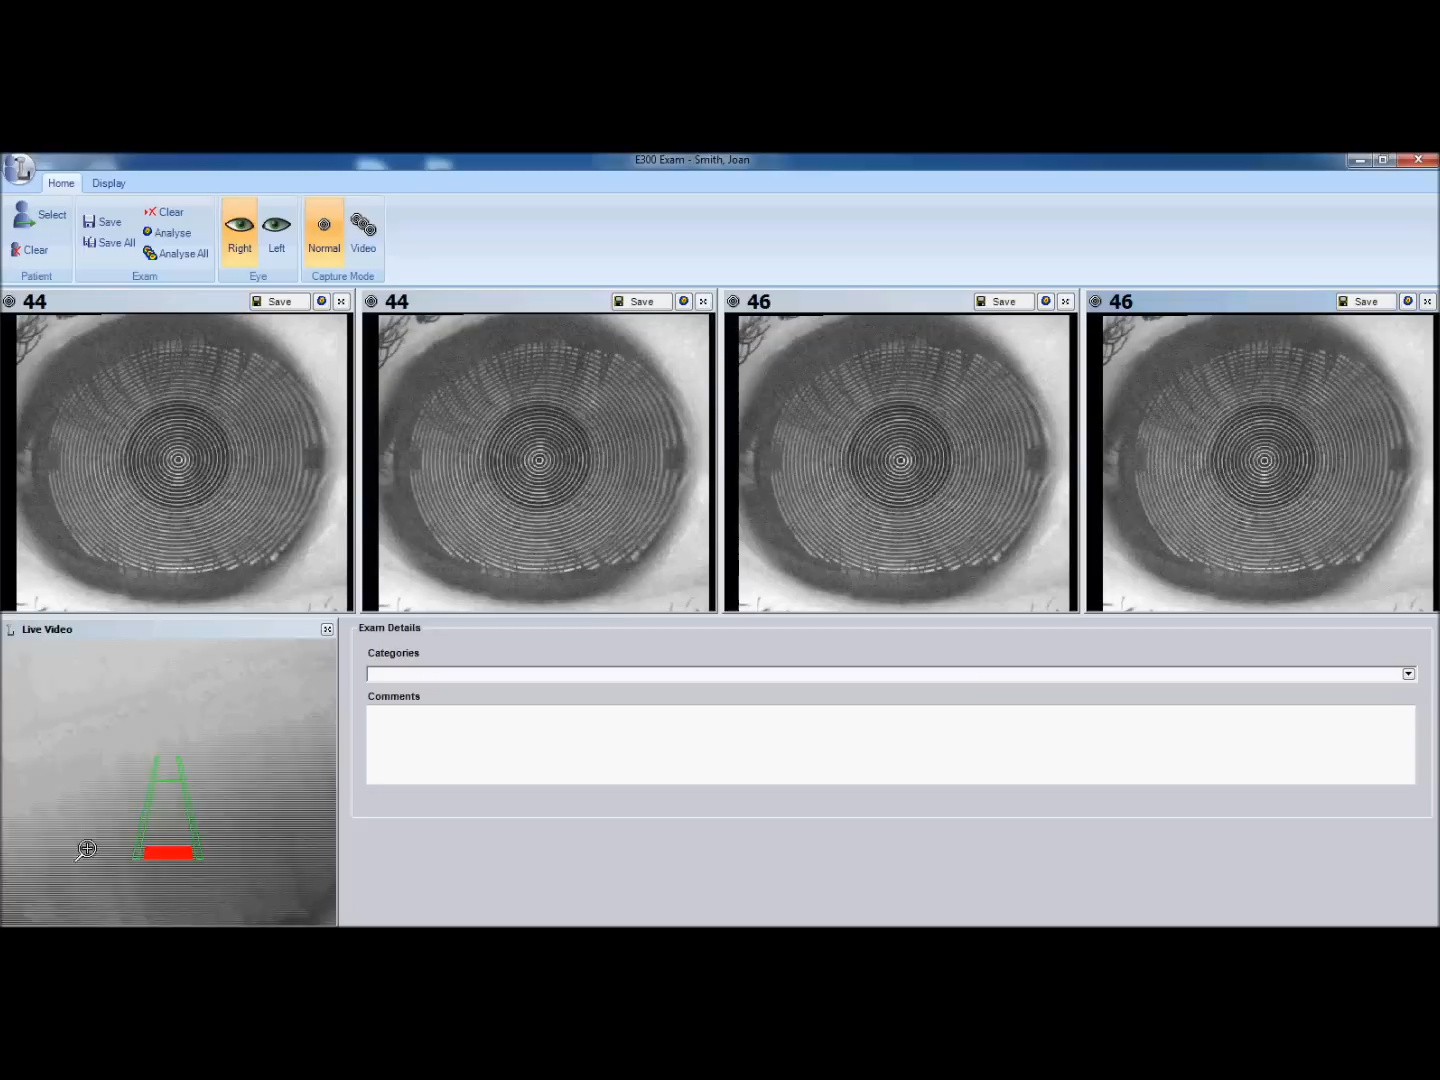 E300 Exam - Smith, Joan
Home Display
Select
Clear
Patient
Save
Save All
Clear
Analyse
Analyse All
Exam
Right Left
Eye
Normal Video
Capture Mode
44 Save
44 Save
46 Save
46 Save
Live Video
Exam Details
Categories
Comments